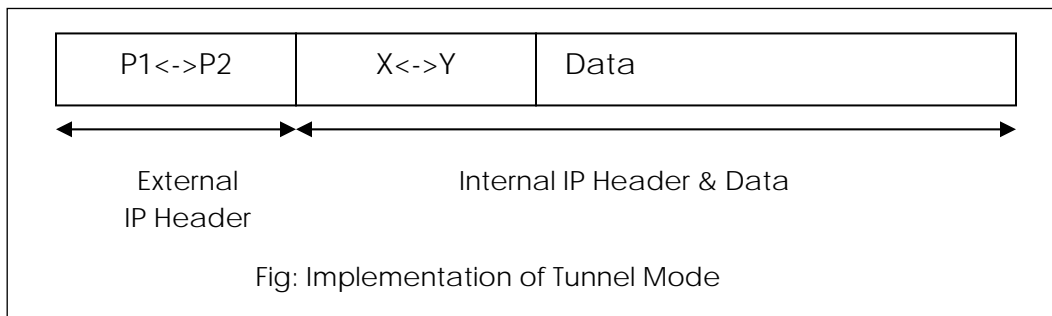 P1<->P2 X<->Y Data
External Internal IP Header & Data
IP Header
Fig: Implementation of Tunnel Mode